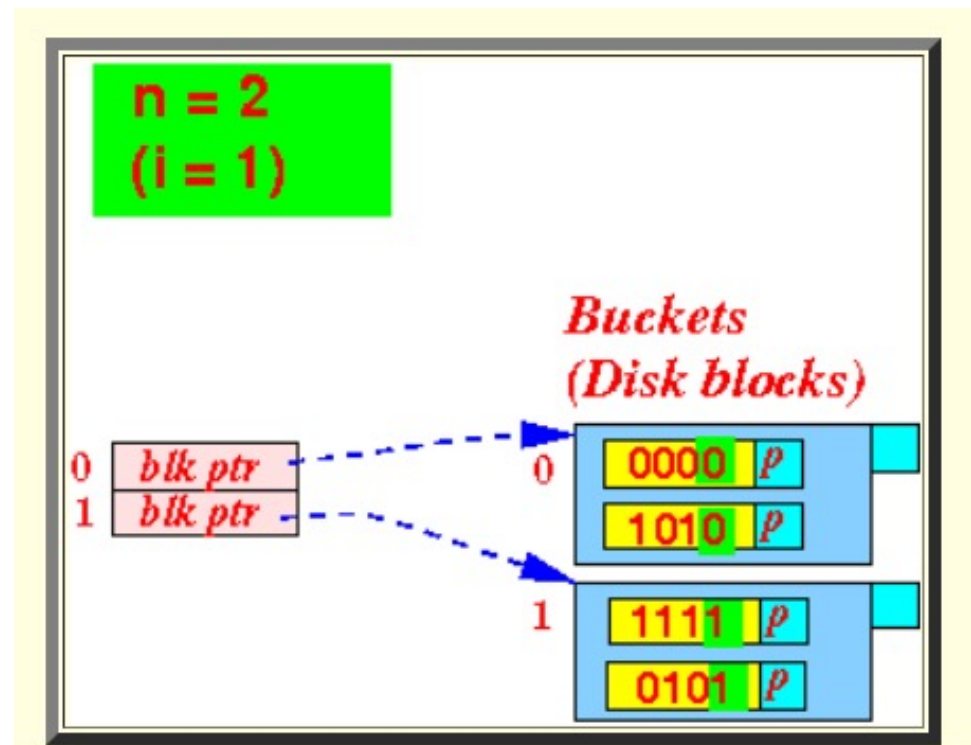 n = 2
(i = 1)
Buckets
(Disk blocks)
0 blk ptr
1 blk ptr
0
0000 p
1010 p
1
1111 p
0101 p